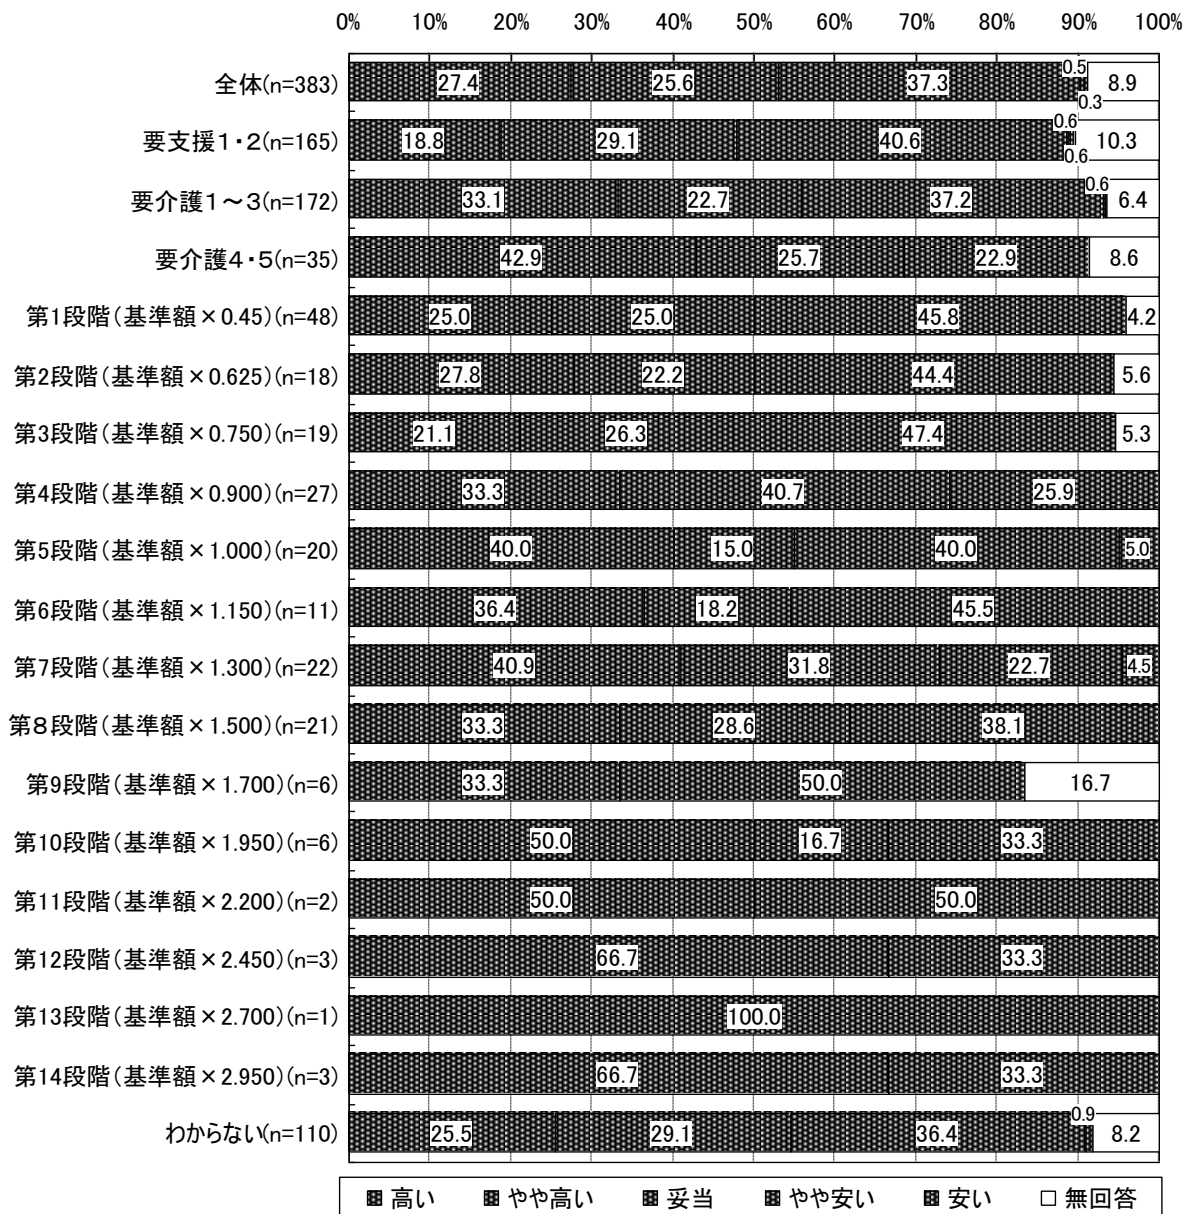 0% 10% 20% 30% 40% 50% 60% 70% 80% 90% 100%
全体(n=383) 27.4 25.6 37.3 0.5 0.3 8.9
要支援1・2(n=165) 18.8 29.1 40.6 0.6 0.6 10.3
要介護1～3(n=172) 33.1 22.7 37.2 0.6 6.4
要介護4・5(n=35) 42.9 25.7 22.9 8.6
第1段階(基準額×0.45)(n=48) 25.0 25.0 45.8 4.2
第2段階(基準額×0.625)(n=18) 27.8 22.2 44.4 5.6
第3段階(基準額×0.750)(n=19) 21.1 26.3 47.4 5.3
第4段階(基準額×0.900)(n=27) 33.3 40.7 25.9
第5段階(基準額×1.000)(n=20) 40.0 15.0 40.0 5.0
第6段階(基準額×1.150)(n=11) 36.4 18.2 45.5
第7段階(基準額×1.300)(n=22) 40.9 31.8 22.7 4.5
第8段階(基準額×1.500)(n=21) 33.3 28.6 38.1
第9段階(基準額×1.700)(n=6) 33.3 50.0 16.7
第10段階(基準額×1.950)(n=6) 50.0 16.7 33.3
第11段階(基準額×2.200)(n=2) 50.0 50.0
第12段階(基準額×2.450)(n=3) 66.7 33.3
第13段階(基準額×2.700)(n=1) 100.0
第14段階(基準額×2.950)(n=3) 66.7 33.3
わからない(n=110) 25.5 29.1 36.4 0.9 8.2
高い やや高い 妥当 やや安い 安い 無回答